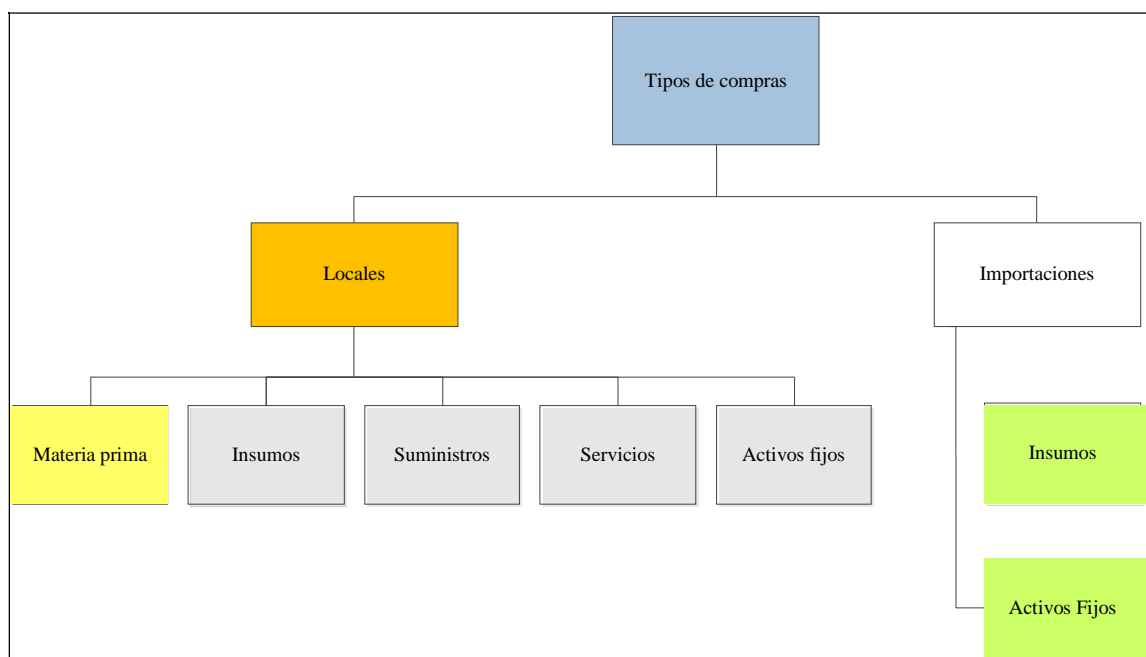 Tipos de compras
Locales
Importaciones
Materia prima
Insumos
Suministros
Servicios
Activos fijos
Insumos
Activos Fijos